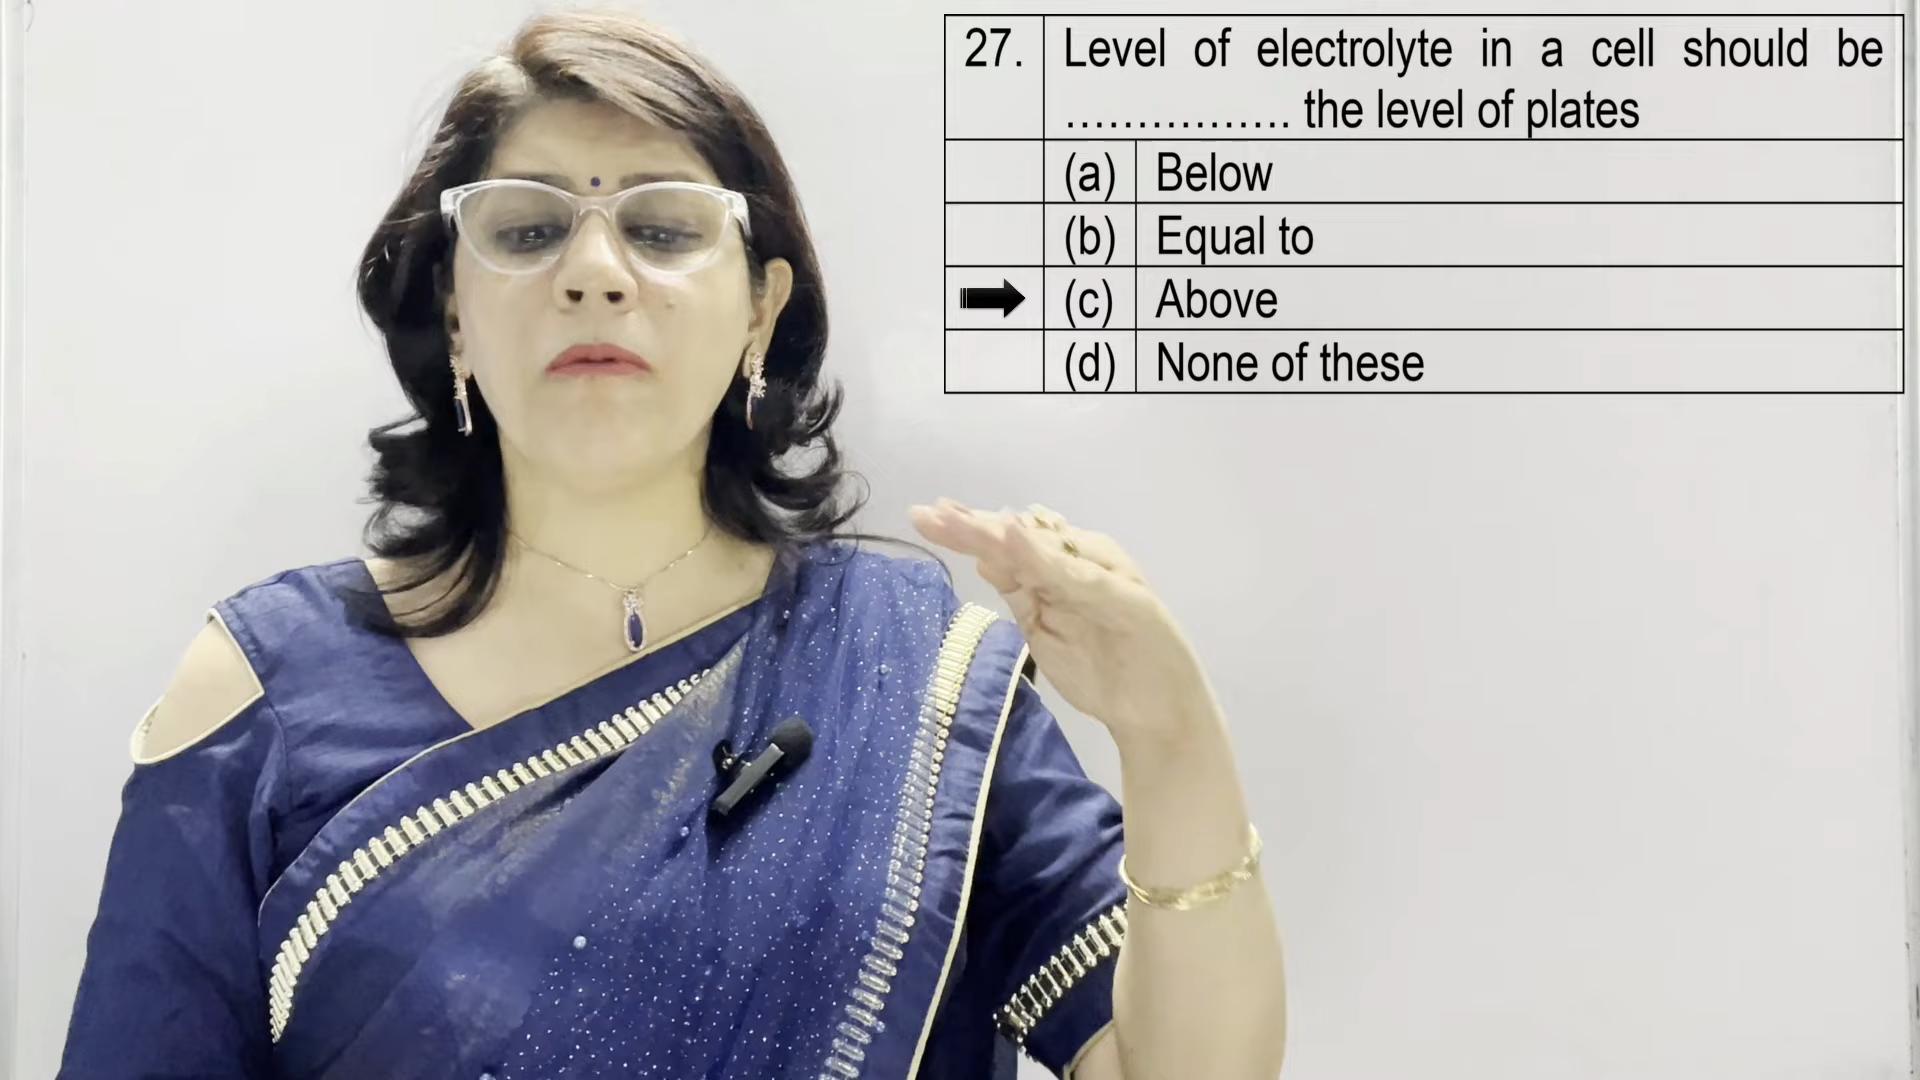 27. Level of electrolyte in a cell should be
................ the level of plates
(a) Below
(b) Equal to
(c) Above
(d) None of these